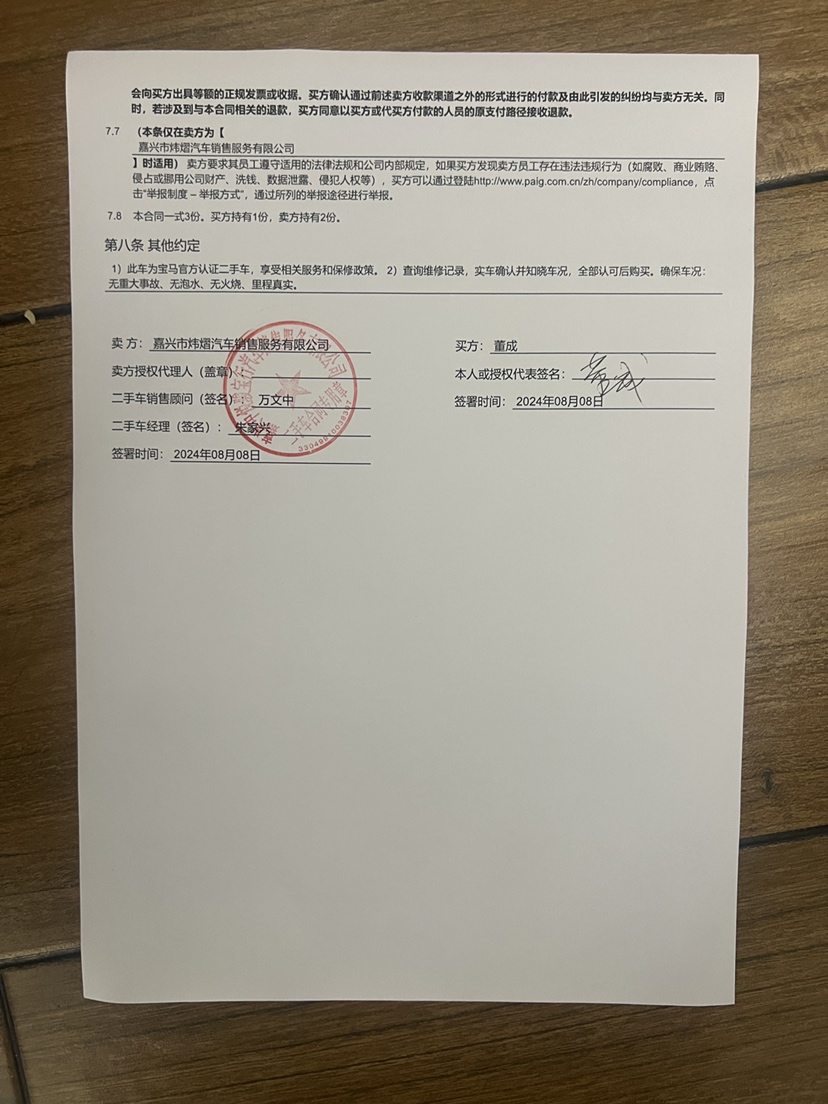 会向买方出具等额的正规发票或收据。买方确认通过前述卖方收款渠道之外的形式进行的付款及由此引发的纠纷均与卖方无关。同
时，若涉及到与本合同相关的退款，买方同意以买方或代买方付款的人员的原支付路径接收退款。
7.7 （本条仅在卖方为【
嘉兴市炜熠汽车销售服务有限公司
】时适用） 卖方要求其员工遵守适用的法律法规和公司内部规定，如果买方发现卖方员工存在违法违规行为（如腐败、商业贿赂、
侵占或挪用公司财产、洗钱、数据泄露、侵犯人权等），买方可以通过登陆http://www.paig.com.cn/zh/company/compliance，点
击“举报制度 – 举报方式”，通过所列的举报途径进行举报。
7.8 本合同一式3份。买方持有1份，卖方持有2份。
第八条 其他约定
1）此车为宝马官方认证二手车，享受相关服务和保修政策。 2）查询维修记录，实车确认并知晓车况，全部认可后购买。确保车况：
无重大事故、无泡水、无火烧、里程真实。
卖方： 嘉兴市炜熠汽车销售服务有限公司
卖方授权代理人（盖章）：
二手车销售顾问（签名）： 万文中
二手车经理（签名）： 朱家兴
签署时间： 2024年08月08日
买方： 董成
本人或授权代表签名： 董成
签署时间： 2024年08月08日
二手车合同专用章